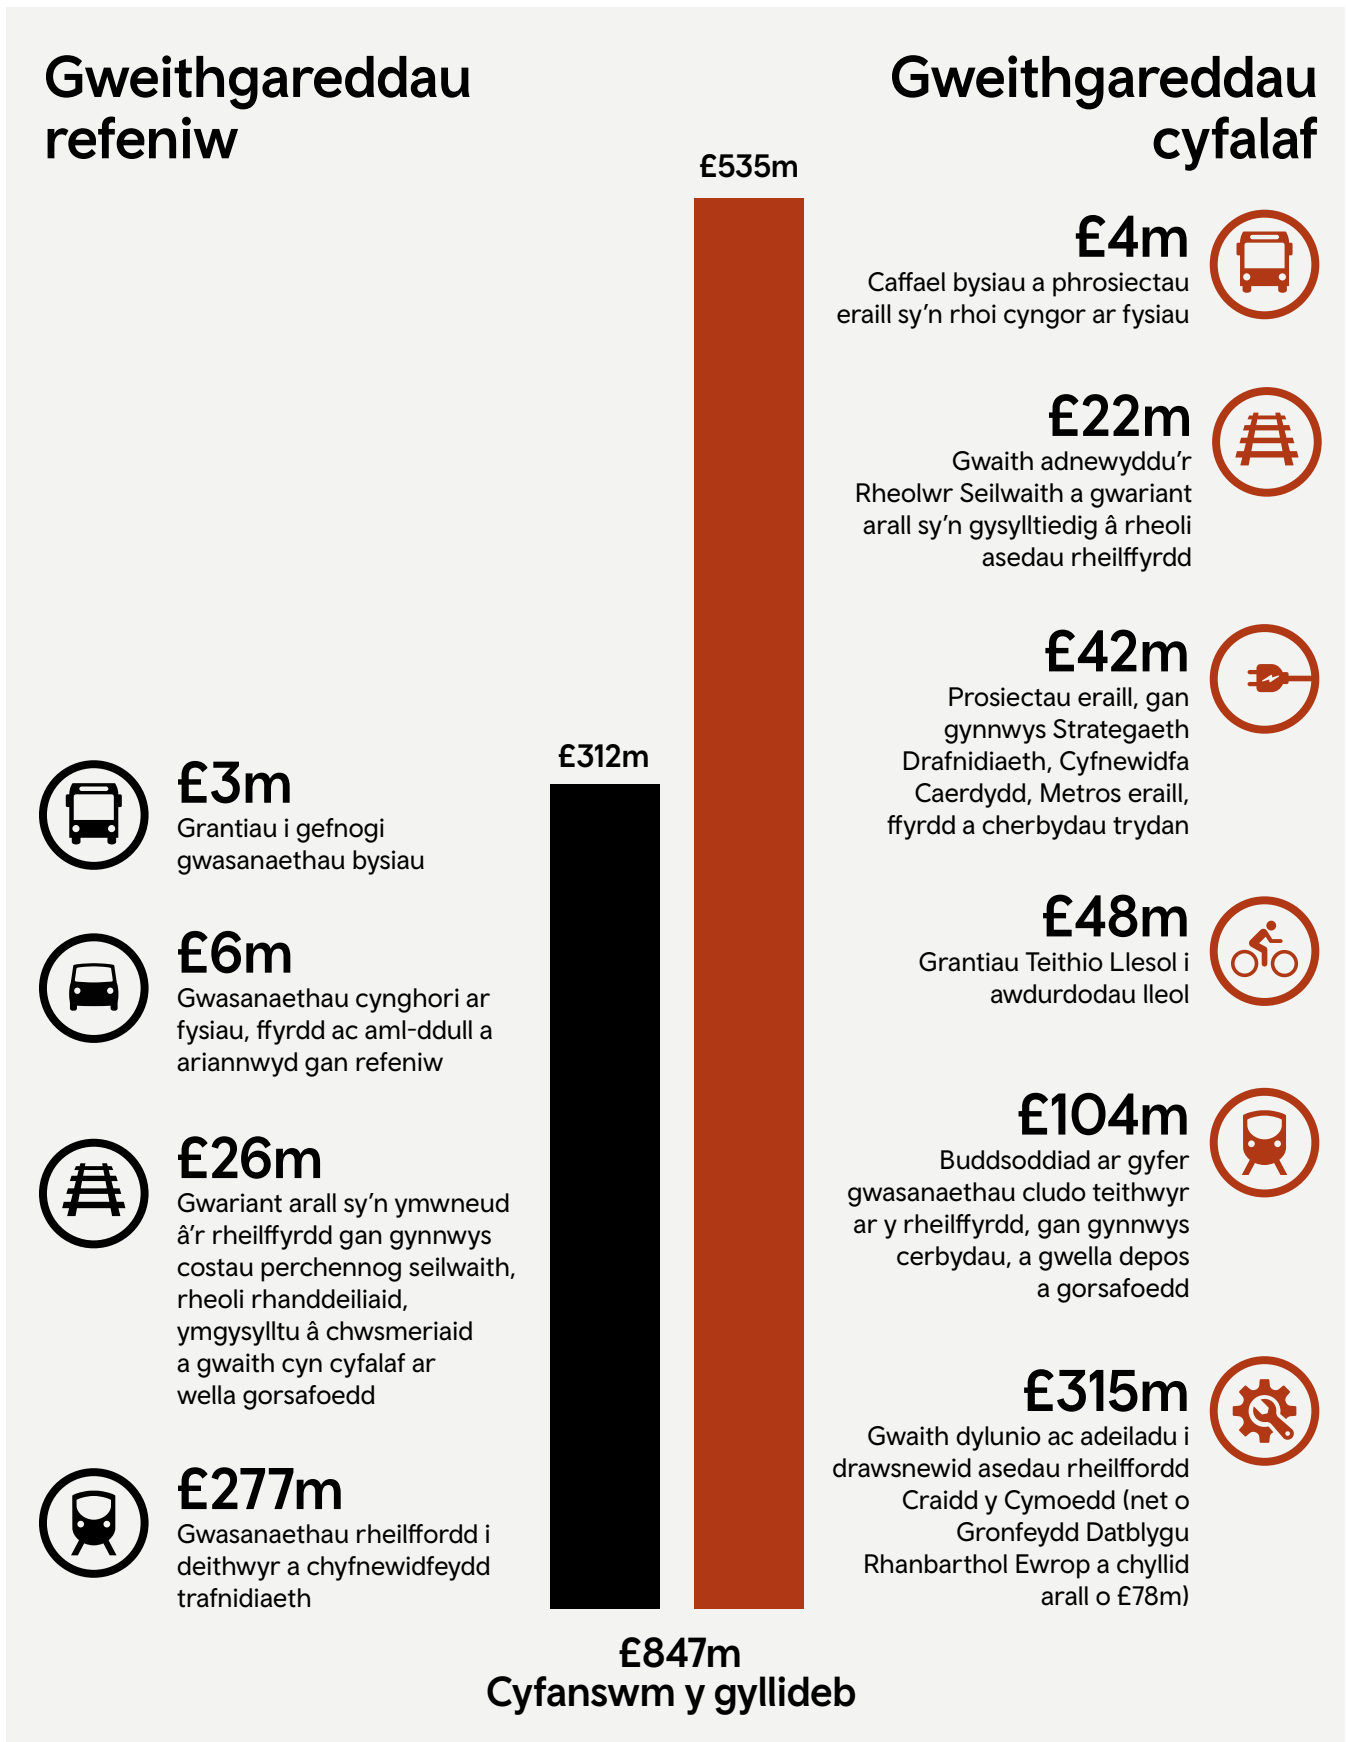 Gweithgareddau
refeniw
£3m
Grantiau i gefnogi
gwasanaethau bysiau
£6m
Gwasanaethau cynghori ar
fysiau, ffyrdd ac aml-ddull a
ariannwyd gan refeniw
£26m
Gwariant arall sy’n ymwneud
â’r rheilffyrdd gan gynnwys
costau perchennog seilwaith,
rheoli rhanddeiliaid,
ymgysylltu â chwsmeriaid
a gwaith cyn cyfalaf ar
wella gorsafoedd
£277m
Gwasanaethau rheilffordd i
deithwyr a chyfnewidfeydd
trafnidiaeth
£312m
£535m
£847m
Cyfanswm y gyllideb
Gweithgareddau
cyfalaf
£4m
Caffael bysiau a phrosiectau
eraill sy’n rhoi cyngor ar fysiau
£22m
Gwaith adnewyddu’r
Rheolwr Seilwaith a gwariant
arall sy’n gysylltiedig â rheoli
asedau rheilffyrdd
£42m
Prosiectau eraill, gan
gynnwys Strategaeth
Drafnidiaeth, Cyfnewidfa
Caerdydd, Metros eraill,
ffyrdd a cherbydau trydan
£48m
Grantiau Teithio Llesol i
awdurdodau lleol
£104m
Buddsoddiad ar gyfer
gwasanaethau cludo teithwyr
ar y rheilffyrdd, gan gynnwys
cerbydau, a gwella depos
a gorsafoedd
£315m
Gwaith dylunio ac adeiladu i
drawsnewid asedau rheilffordd
Craidd y Cymoedd (net o
Gronfeydd Datblygu
Rhanbarthol Ewrop a chyllid
arall o £78m)